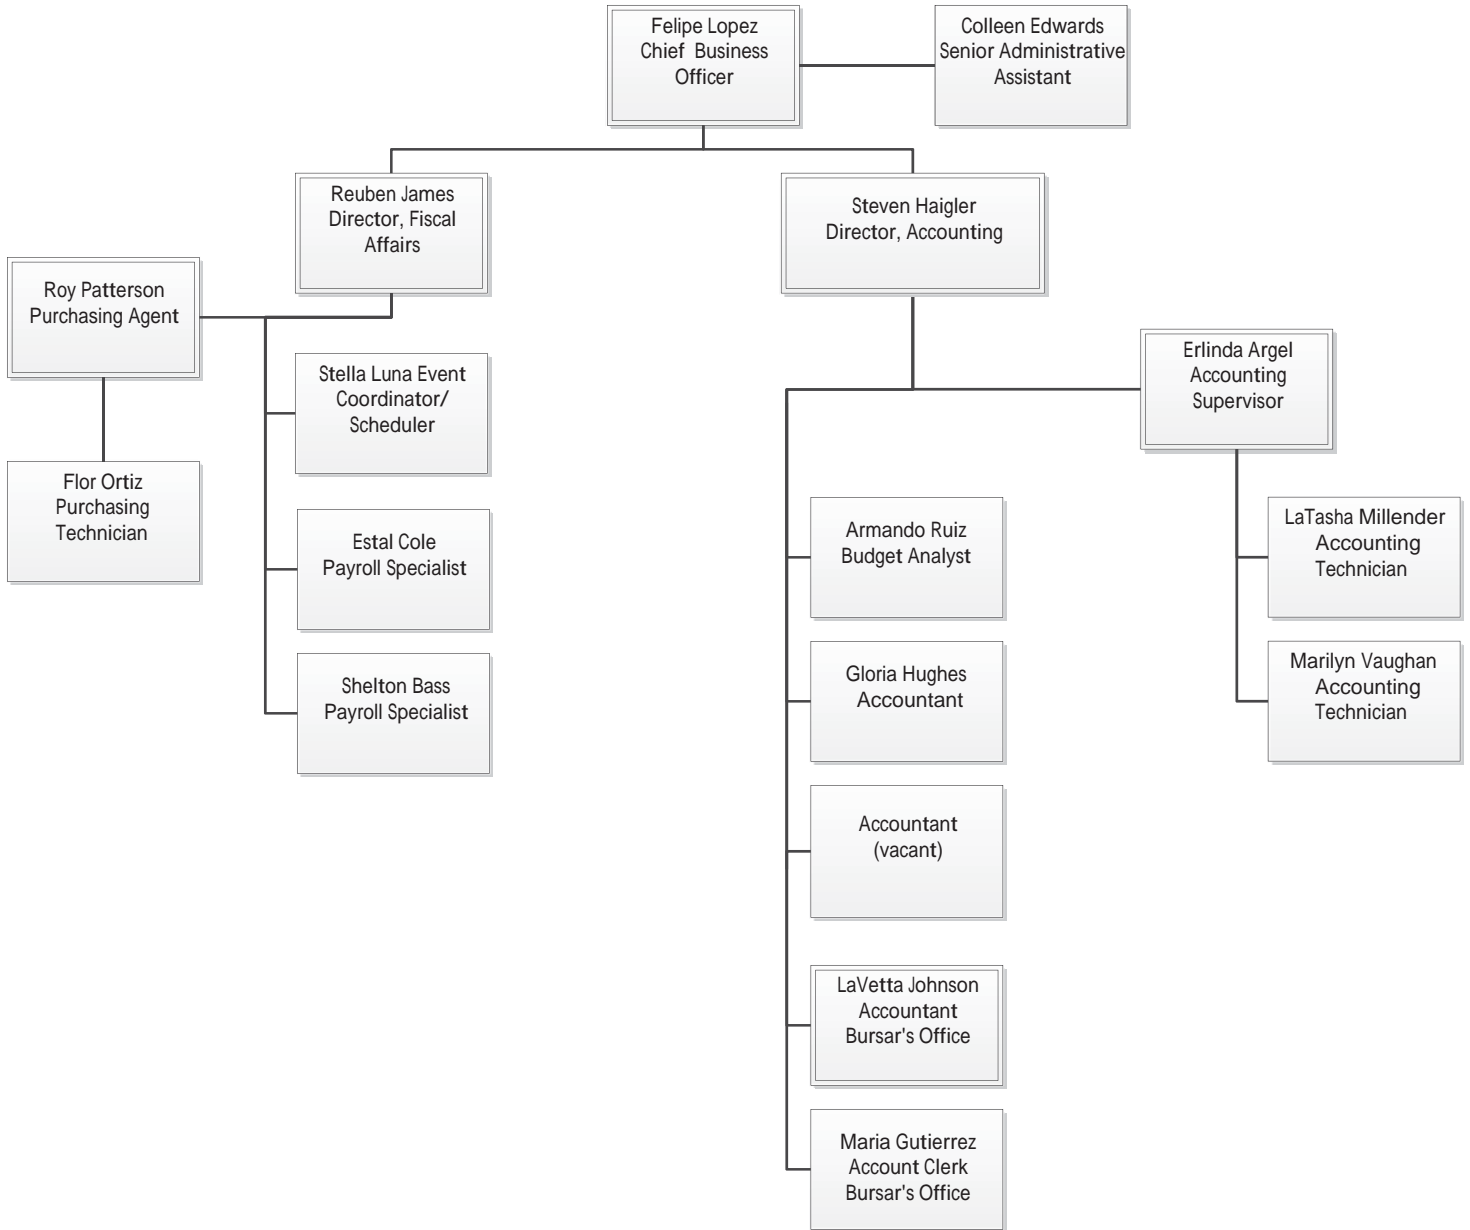 Felipe Lopez
Chief Business
Officer
Colleen Edwards
Senior Administrative
Assistant
Reuben James
Director, Fiscal
Affairs
Steven Haigler
Director, Accounting
Roy Patterson
Purchasing Agent
Flor Ortiz
Purchasing
Technician
Stella Luna Event
Coordinator/
Scheduler
Estal Cole
Payroll Specialist
Shelton Bass
Payroll Specialist
Erlinda Argel
Accounting
Supervisor
Armando Ruiz
Budget Analyst
Gloria Hughes
Accountant
Accountant
(vacant)
LaVetta Johnson
Accountant
Bursar's Office
Maria Gutierrez
Account Clerk
Bursar's Office
LaTasha Millender
Accounting
Technician
Marilyn Vaughan
Accounting
Technician